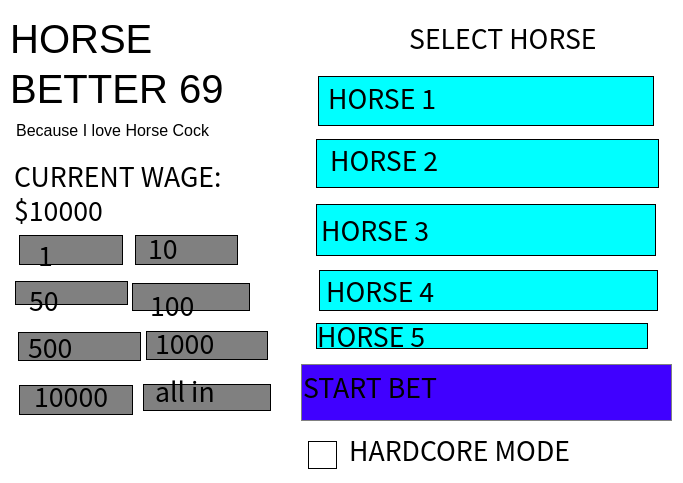 HORSE
BETTER 69
Because I love Horse Cock
CURRENT WAGE:
$10000
1
10
50
100
500
1000
10000
all in
SELECT HORSE
HORSE 1
HORSE 2
HORSE 3
HORSE 4
HORSE 5
START BET
HARDCORE MODE